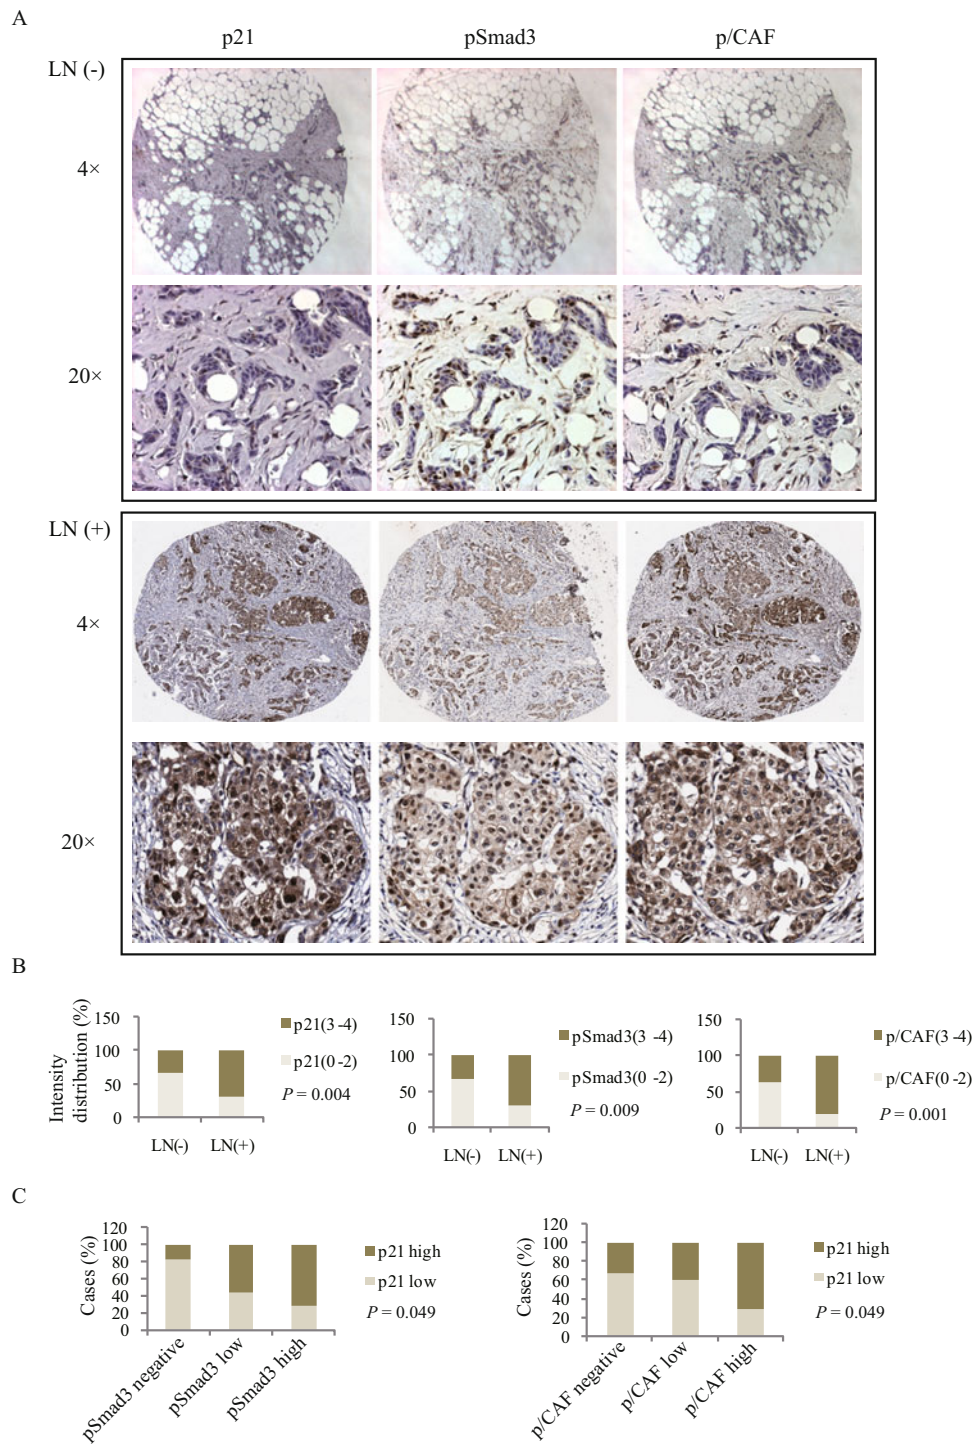 A
p21 pSmad3 p/CAF
LN (-)
4×
20×
LN (+)
4×
20×
B
Intensity
distribution (%)
150
100
50
0
LN(-) LN(+)
p21(3 -4)
p21(0 -2)
P = 0.004
150
100
50
0
LN(-) LN(+)
pSmad3(3 -4)
pSmad3(0 -2)
P = 0.009
150
100
50
0
LN(-) LN(+)
p/CAF(3 -4)
p/CAF(0 -2)
P = 0.001
C
Cases (%)
120
100
80
60
40
20
0
pSmad3 negative
pSmad3 low
pSmad3 high
p21 high
p21 low
P = 0.049
Cases (%)
120
100
80
60
40
20
0
p/CAF negative
p/CAF low
p/CAF high
p21 high
p21 low
P = 0.049